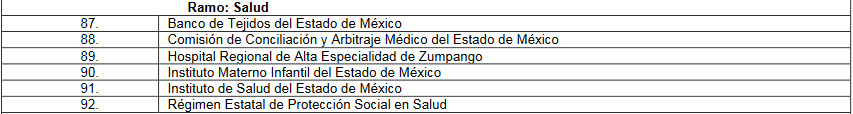 Ramo: Salud
87. Banco de Tejidos del Estado de México
88. Comisión de Conciliación y Arbitraje Médico del Estado de México
89. Hospital Regional de Alta Especialidad de Zumpango
90. Instituto Materno Infantil del Estado de México
91. Instituto de Salud del Estado de México
92. Régimen Estatal de Protección Social en Salud